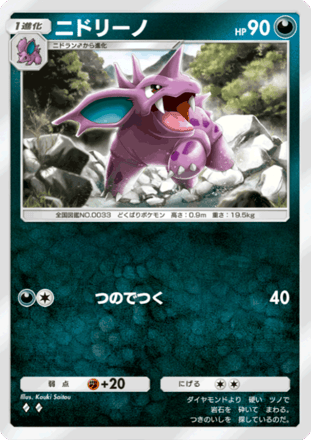 1進化 ニドリーノ HP 90
ニドラン♂から進化
全国図鑑NO.0033 どくばりポケモン 高さ:0.9m 重さ:19.5kg
つのでつく 40
弱点 +20 にげる
Illus. Kouki Saitou
ダイヤモンドより 硬い ツノで
岩石を 砕いて まわる。
つきのいしを 探しているのだ。